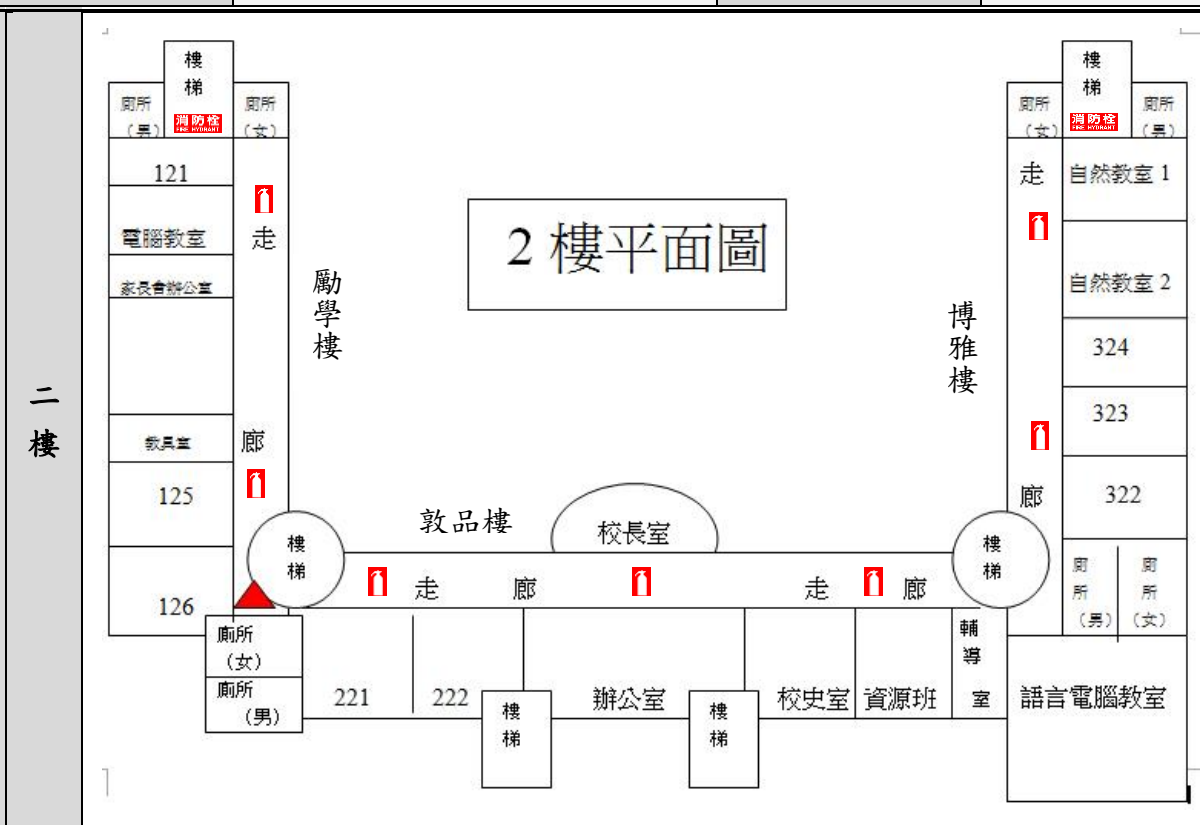 二
樓
2 樓平面圖
樓
梯
廁所
（男）
消防栓
FIRE HYDRANT
廁所
（女）
121
電腦教室
家長會辦公室
教具室
125
126
走
廊
勵
學
樓
樓
梯
廁所
（女）
廁所
（男）
敦品樓
校長室
走
廊
走
廊
221
222
樓
梯
辦公室
樓
梯
校史室
資源班
輔
導
室
樓
梯
博
雅
樓
樓
梯
廁所
（女）
消防栓
FIRE HYDRANT
廁所
（男）
走
廊
自然教室 1
自然教室 2
324
323
322
廁
所
（男）
廁
所
（女）
語言電腦教室